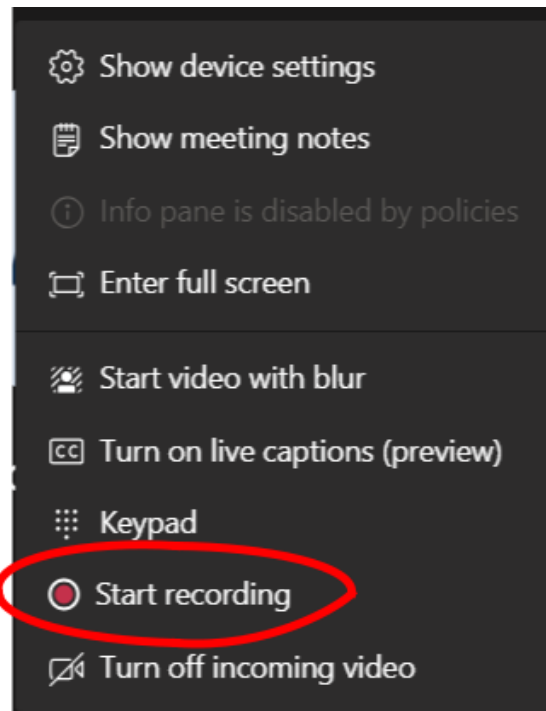 Show device settings
Show meeting notes
Info pane is disabled by policies
Enter full screen
Start video with blur
CC Turn on live captions (preview)
Keypad
Start recording
Turn off incoming video